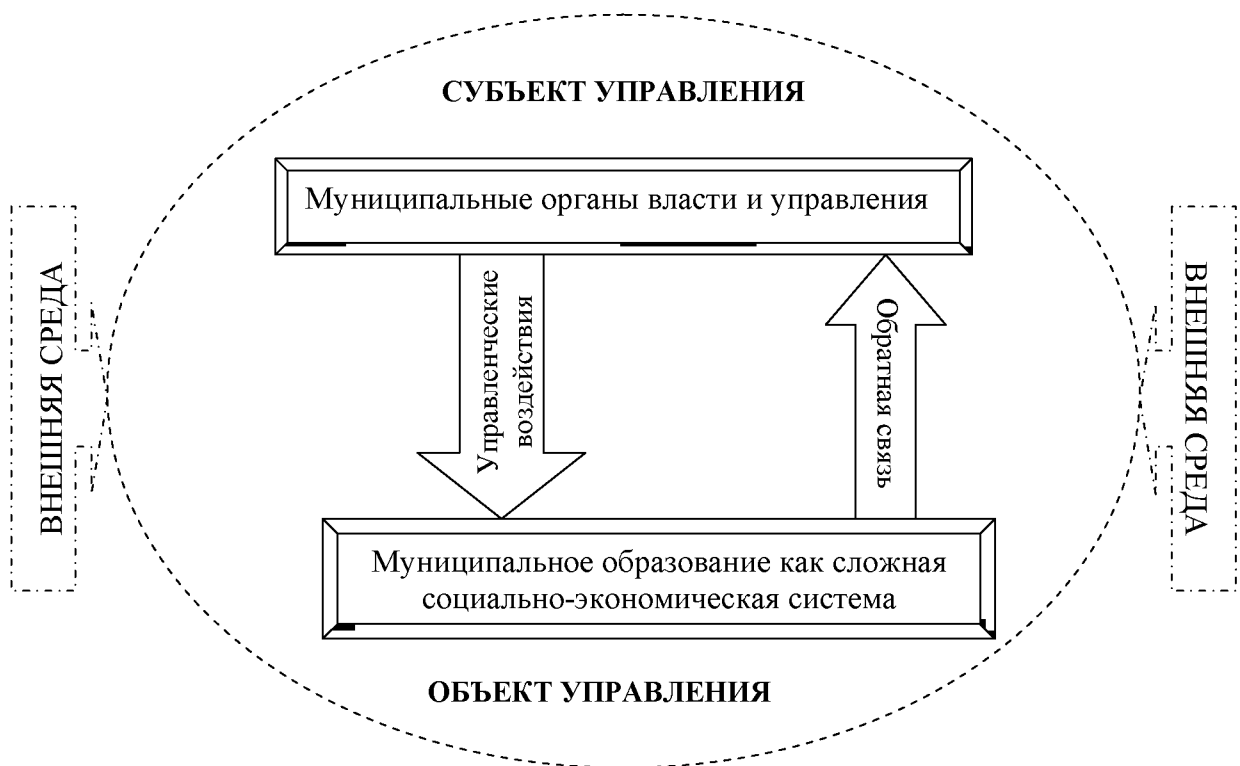 СУБЪЕКТ УПРАВЛЕНИЯ
Муниципальные органы власти и управления
ВНЕШНЯЯ СРЕДА
Управленческие
воздействия
Обратная связь
ВНЕШНЯЯ СРЕДА
Муниципальное образование как сложная
социально-экономическая система
ОБЪЕКТ УПРАВЛЕНИЯ